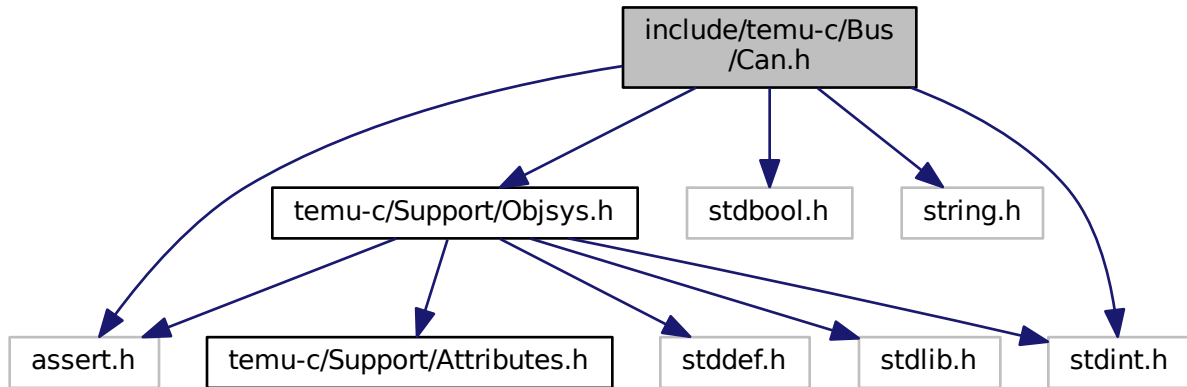 include/temu-c/Bus
/Can.h
temu-c/Support/Objsys.h
stdbool.h
string.h
assert.h
temu-c/Support/Attributes.h
stddef.h
stdlib.h
stdint.h